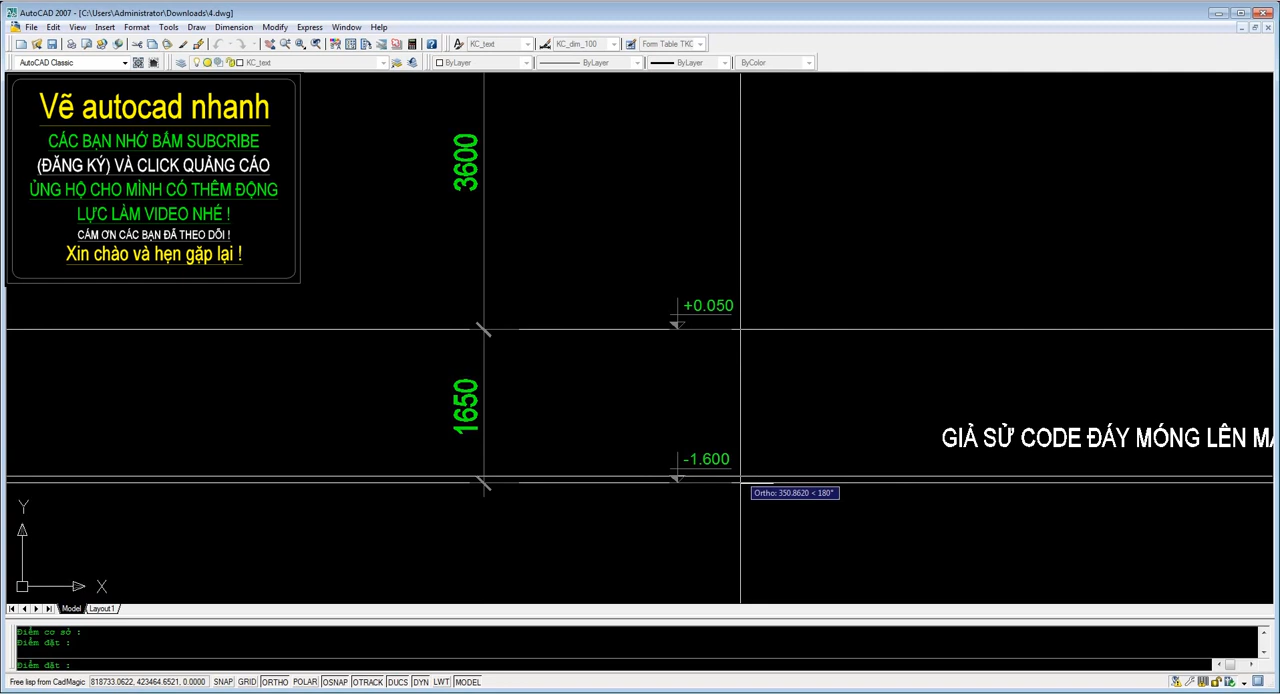 AutoCAD 2007 - [C:\Users\Administrator\Downloads\4.dwg]
File Edit View Insert Format Tools Draw Dimension Modify Express Window Help
KC_text KC_dim_100 Form Table TKC
AutoCAD Classic KC_text ByLayer ByLayer ByLayer ByColor
Vẽ autocad nhanh
CÁC BẠN NHỚ BẤM SUBCRIBE
(ĐĂNG KÝ) VÀ CLICK QUẢNG CÁO
ỦNG HỘ CHO MÌNH CÓ THÊM ĐỘNG
LỰC LÀM VIDEO NHÉ !
CÁM ƠN CÁC BẠN ĐÃ THEO DÕI !
Xin chào và hẹn gặp lại !
3600
+0.050
1650
GIẢ SỬ CODE ĐÁY MÓNG LÊN
-1.600
Ortho: 350.8620 < 180°
Y
X
Model Layout1
Điểm cơ sở :
Điểm đặt :
Điểm đặt :
Free lisp from CadMagic 818733.0622, 423464.6521, 0.0000 SNAP GRID ORTHO POLAR OSNAP OTRACK DUCS DYN LWT MODEL